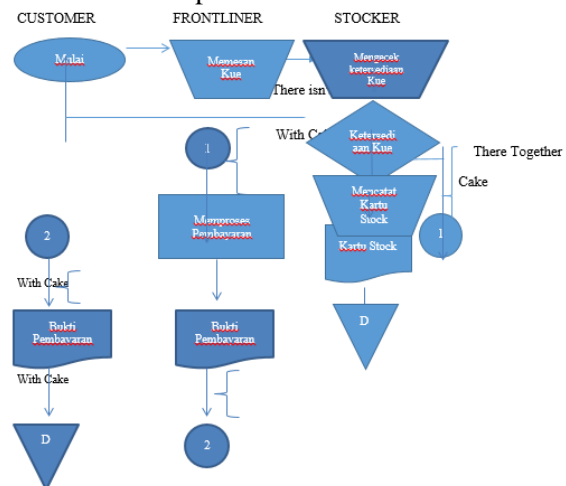 CUSTOMER FRONTLINER STOCKER
Mulai
Memesan
Kue
Mengecek
ketersediaan
Kue
There isn
With Ca
Ketersedi
aan Kue
There Together
Cake
1
Memproses
Pembayaran
Mencatat
Kartu
Stock
Kartu Stock
1
2
With Cake
D
Bukti
Pembayaran
Bukti
Pembayaran
With Cake
D
2